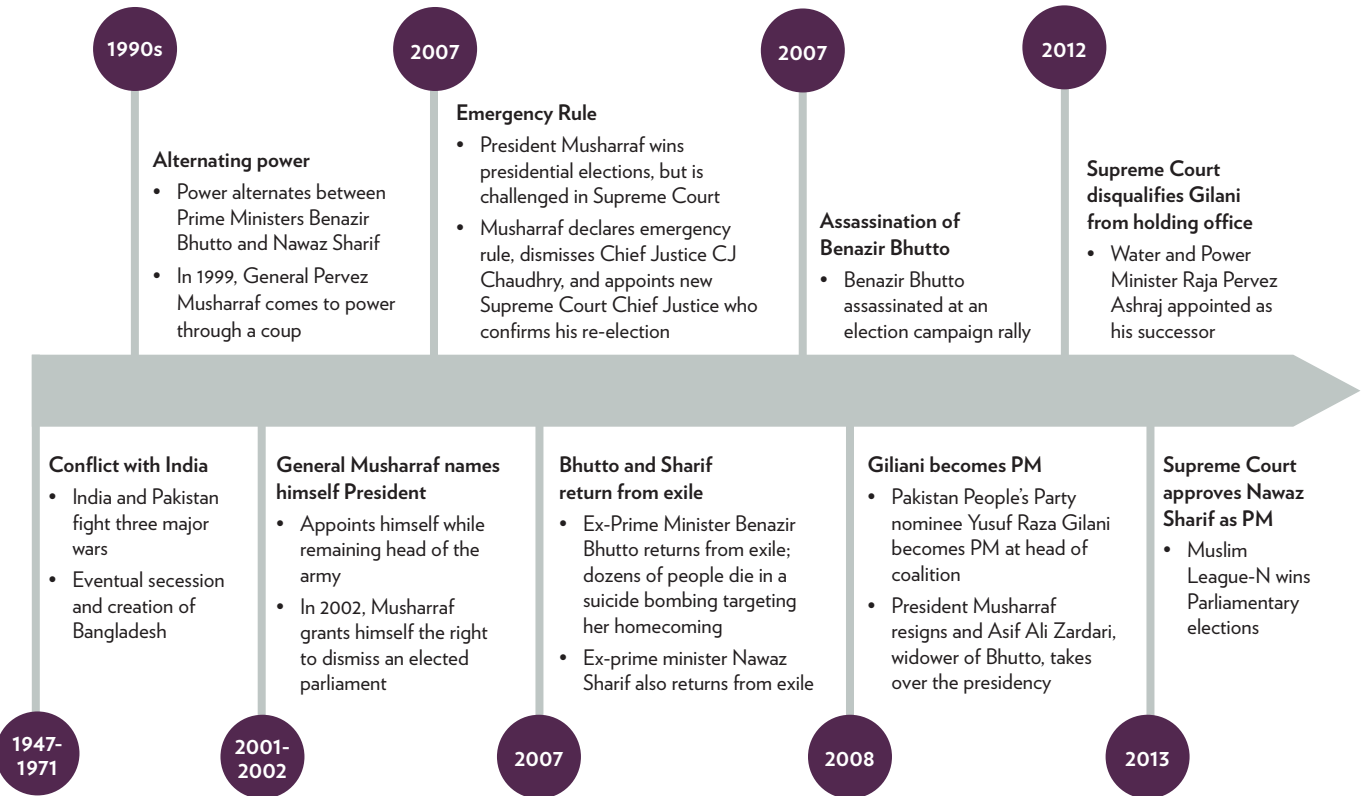 1990s
Alternating power
• Power alternates between
Prime Ministers Benazir
Bhutto and Nawaz Sharif
• In 1999, General Pervez
Musharraf comes to power
through a coup
2007
Emergency Rule
• President Musharraf wins
presidential elections, but is
challenged in Supreme Court
• Musharraf declares emergency
rule, dismisses Chief Justice CJ
Chaudhry, and appoints new
Supreme Court Chief Justice who
confirms his re-election
2007
Assassination of
Benazir Bhutto
• Benazir Bhutto
assassinated at an
election campaign rally
2012
Supreme Court
disqualifies Gilani
from holding office
• Water and Power
Minister Raja Pervez
Ashraj appointed as
his successor
Conflict with India
• India and Pakistan
fight three major
wars
• Eventual secession
and creation of
Bangladesh
1947-
1971
General Musharraf names
himself President
• Appoints himself while
remaining head of the
army
• In 2002, Musharraf
grants himself the right
to dismiss an elected
parliament
2001-
2002
Bhutto and Sharif
return from exile
• Ex-Prime Minister Benazir
Bhutto returns from exile;
dozens of people die in a
suicide bombing targeting
her homecoming
• Ex-prime minister Nawaz
Sharif also returns from exile
2007
Giliani becomes PM
• Pakistan People's Party
nominee Yusuf Raza Gilani
becomes PM at head of
coalition
• President Musharraf
resigns and Asif Ali Zardari,
widower of Bhutto, takes
over the presidency
2008
Supreme Court
approves Nawaz
Sharif as PM
• Muslim
League-N wins
Parliamentary
elections
2013